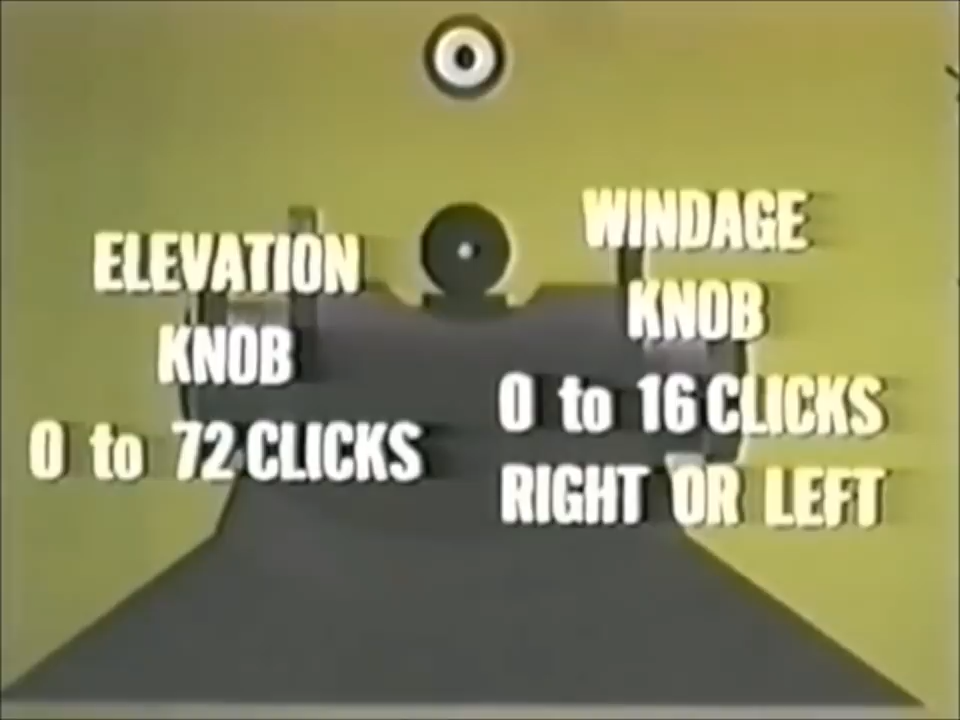 ELEVATION
KNOB
0 to 72 CLICKS
WINDAGE
KNOB
0 to 16 CLICKS
RIGHT OR LEFT